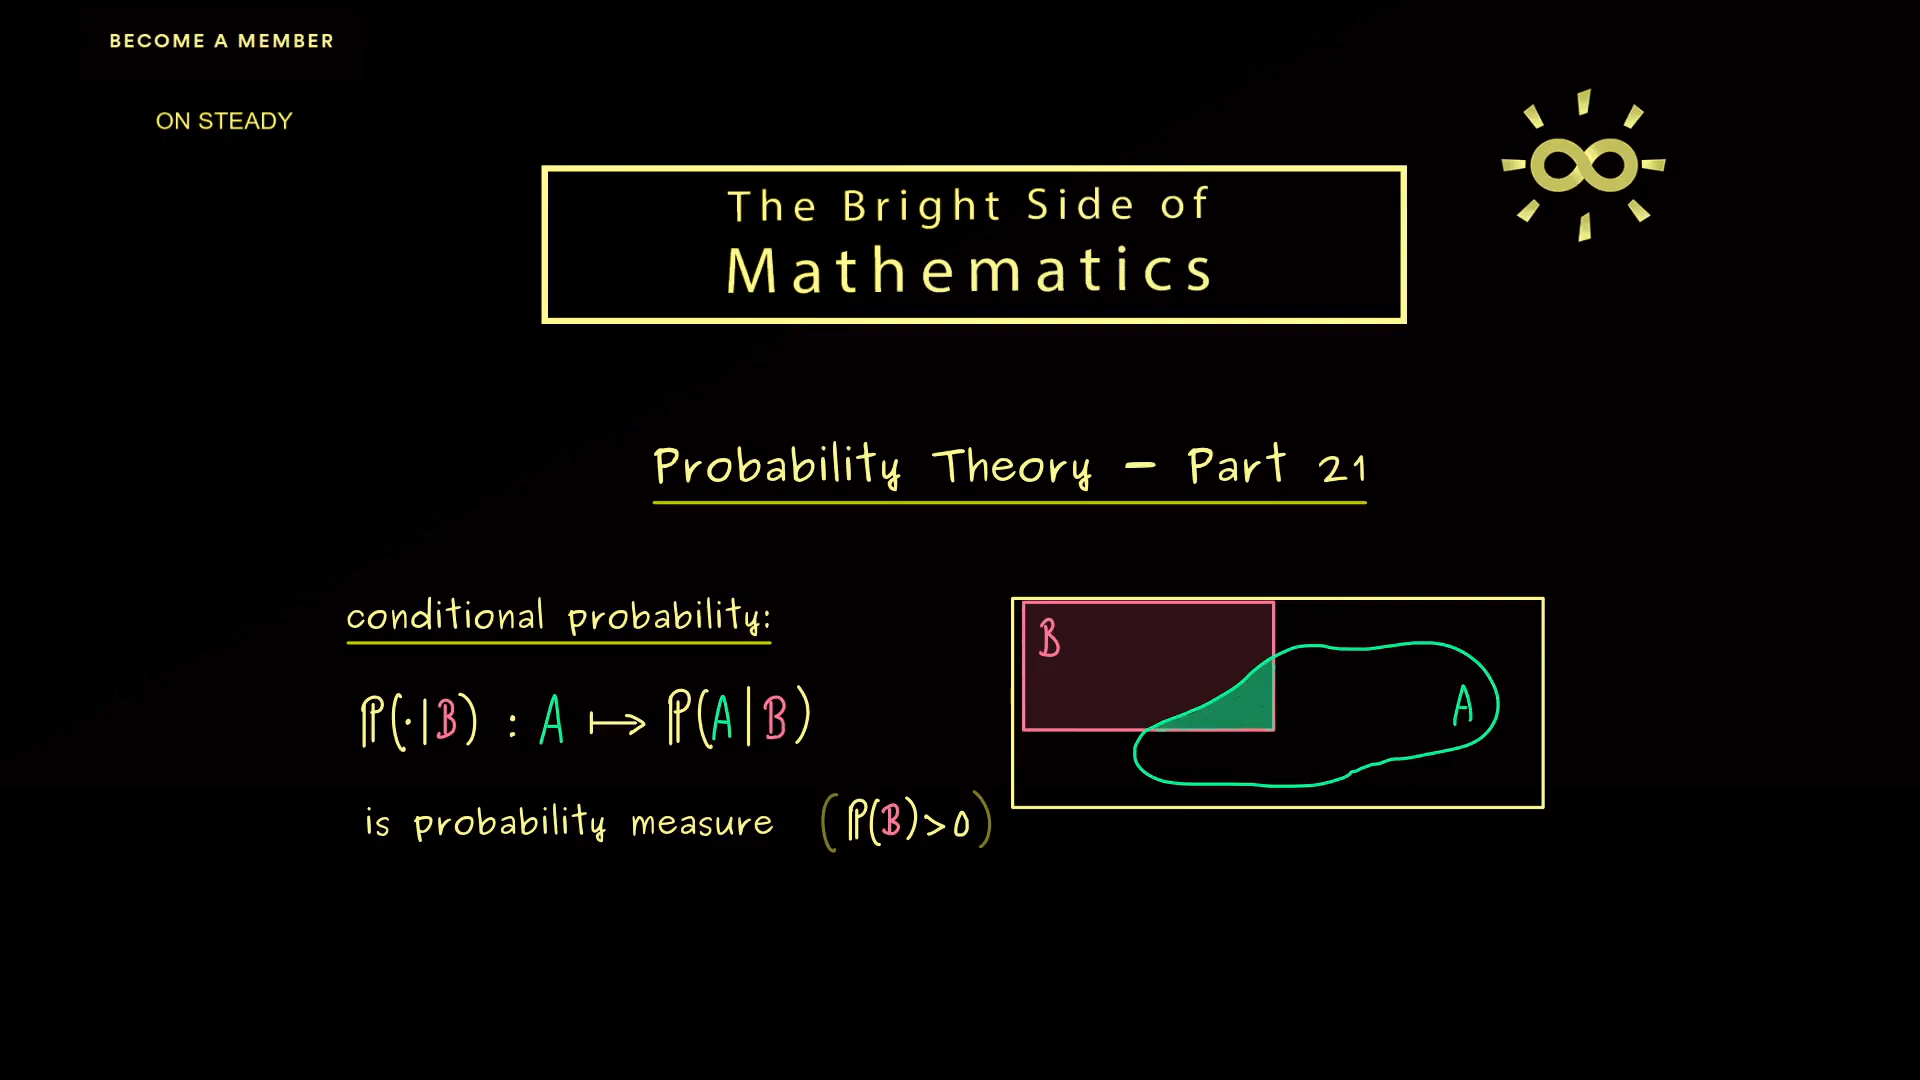 BECOME A MEMBER
ON STEADY
The Bright Side of
Mathematics
Probability Theory – Part 21
conditional probability:
ℙ(·|B) : A ⟼ ℙ(A|B)
is probability measure (ℙ(B)>0)
B
A